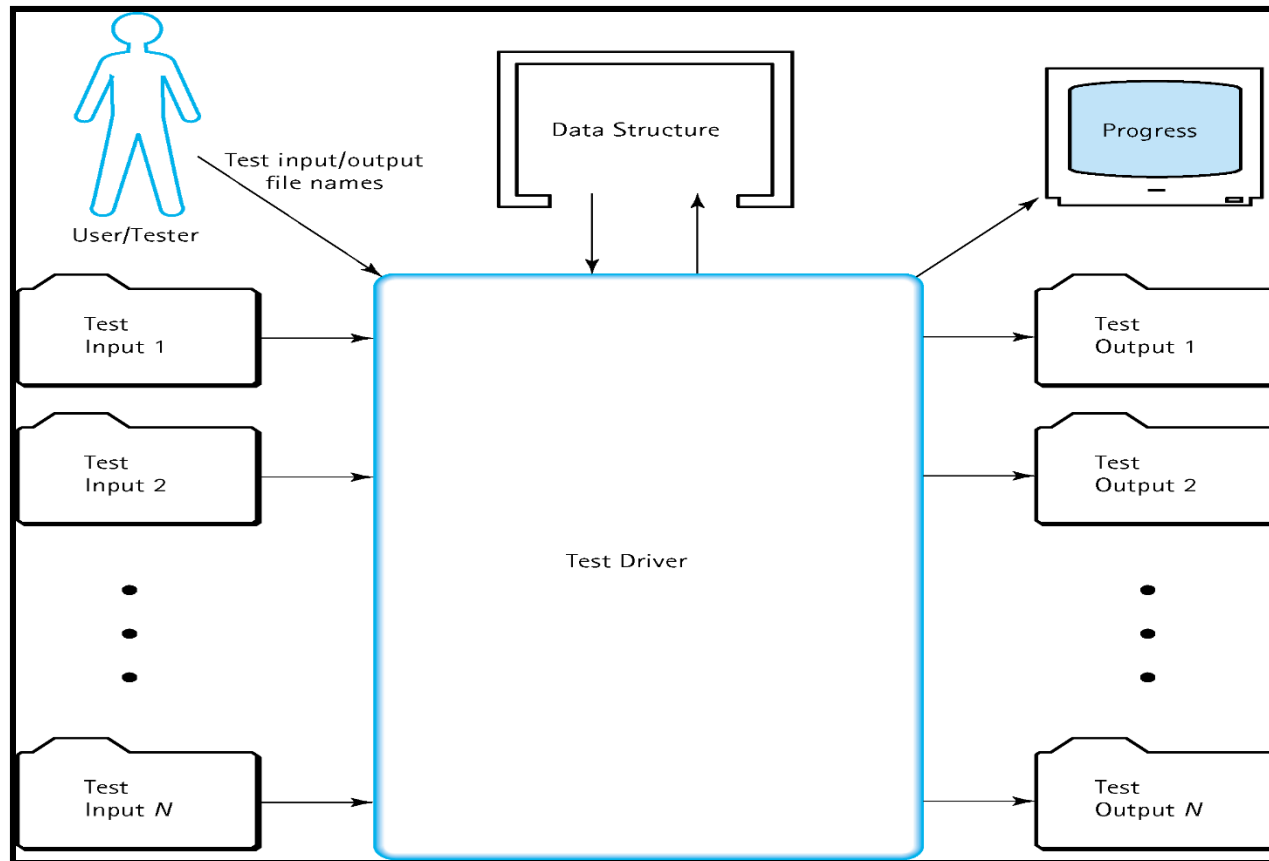 Test input/output
file names
User/Tester
Data Structure
Progress
Test
Input 1
Test
Output 1
Test
Input 2
Test
Output 2
Test Driver
Test
Input N
Test
Output N